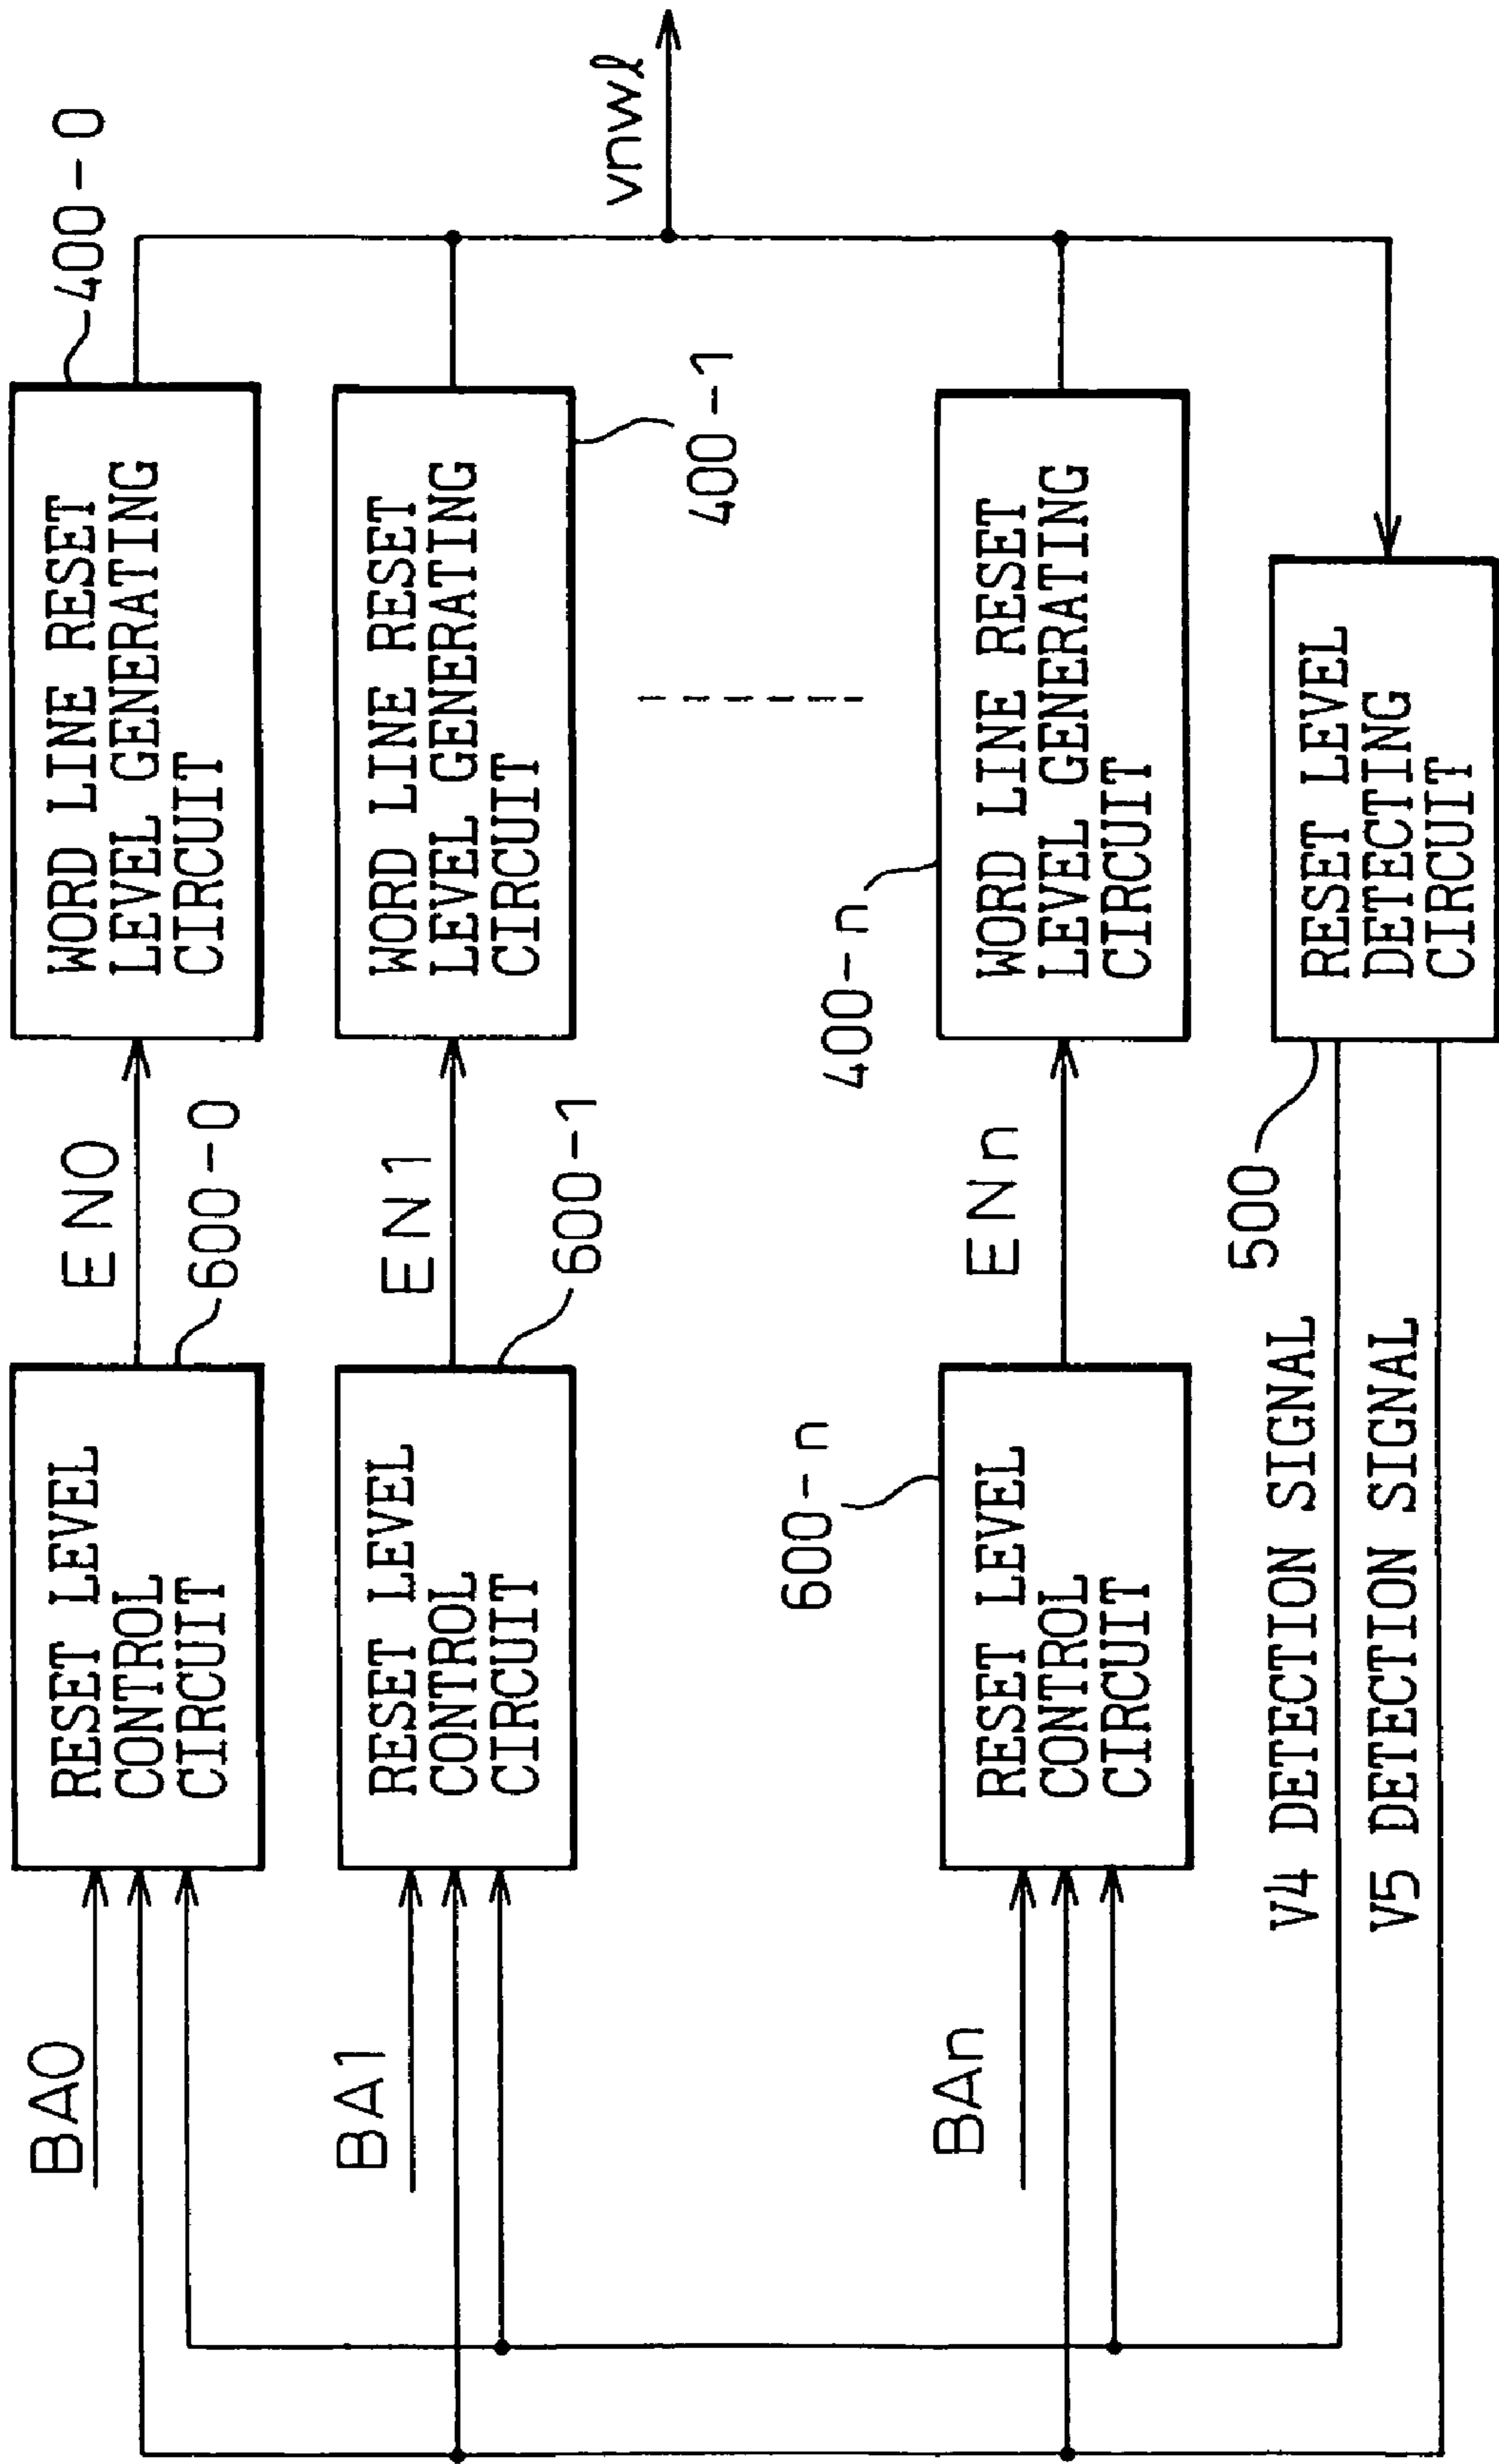 BA0
RESET LEVEL
CONTROL
CIRCUIT
600-0
EN0
WORD LINE RESET
LEVEL GENERATING
CIRCUIT
400-0
BA1
RESET LEVEL
CONTROL
CIRCUIT
600-1
EN1
WORD LINE RESET
LEVEL GENERATING
CIRCUIT
400-1
vnwℓ
BAn
RESET LEVEL
CONTROL
CIRCUIT
600-n
ENn
WORD LINE RESET
LEVEL GENERATING
CIRCUIT
400-n
V4 DETECTION SIGNAL
V5 DETECTION SIGNAL
500
RESET LEVEL
DETECTING
CIRCUIT